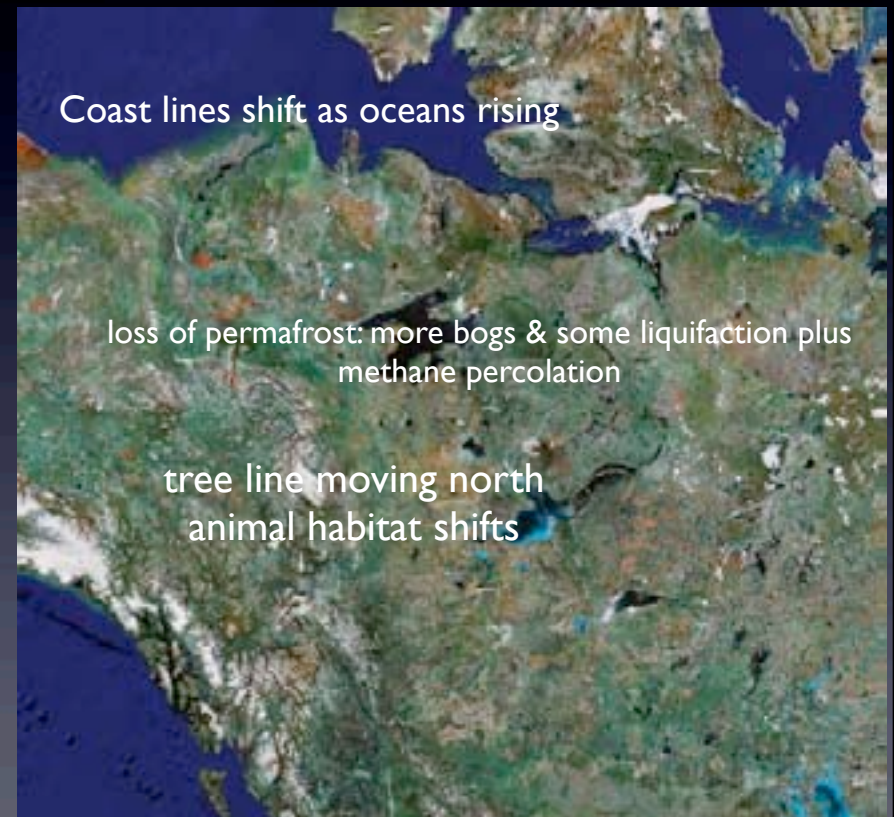 Coast lines shift as oceans rising
loss of permafrost: more bogs & some liquifaction plus
methane percolation
tree line moving north
animal habitat shifts